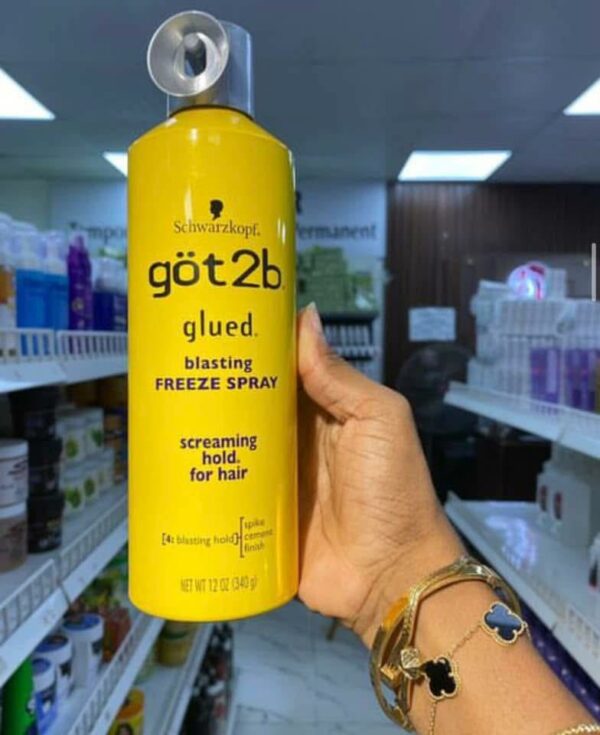 Schwarzkopf.
göt2b.
glued.
blasting
FREEZE SPRAY
screaming
hold.
for hair
[4: blasting hold]
spike
cement
finish
NET WT 12 OZ (340 g)
ermanent